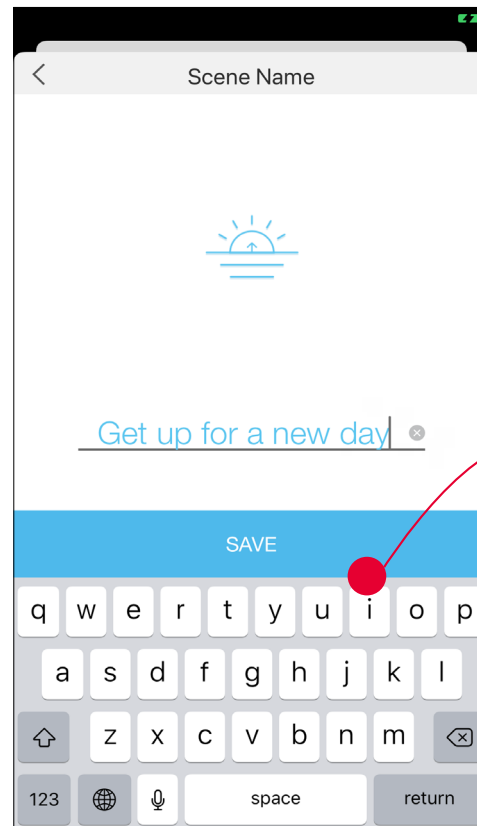 Scene Name
Get up for a new day
SAVE
q w e r t y u i o p
a s d f g h j k l
z x c v b n m
123 space return